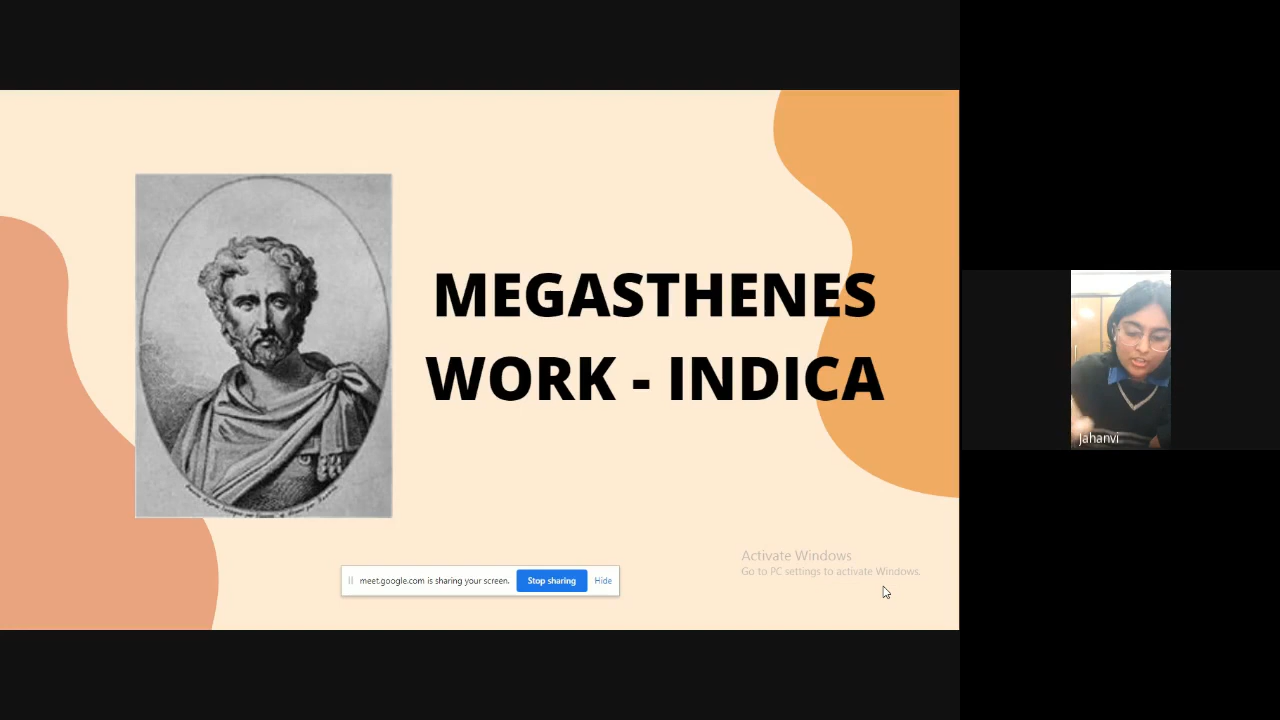 MEGASTHENES
WORK - INDICA
Activate Windows
Go to PC settings to activate Windows.
meet.google.com is sharing your screen.
Stop sharing
Hide
Jahanvi